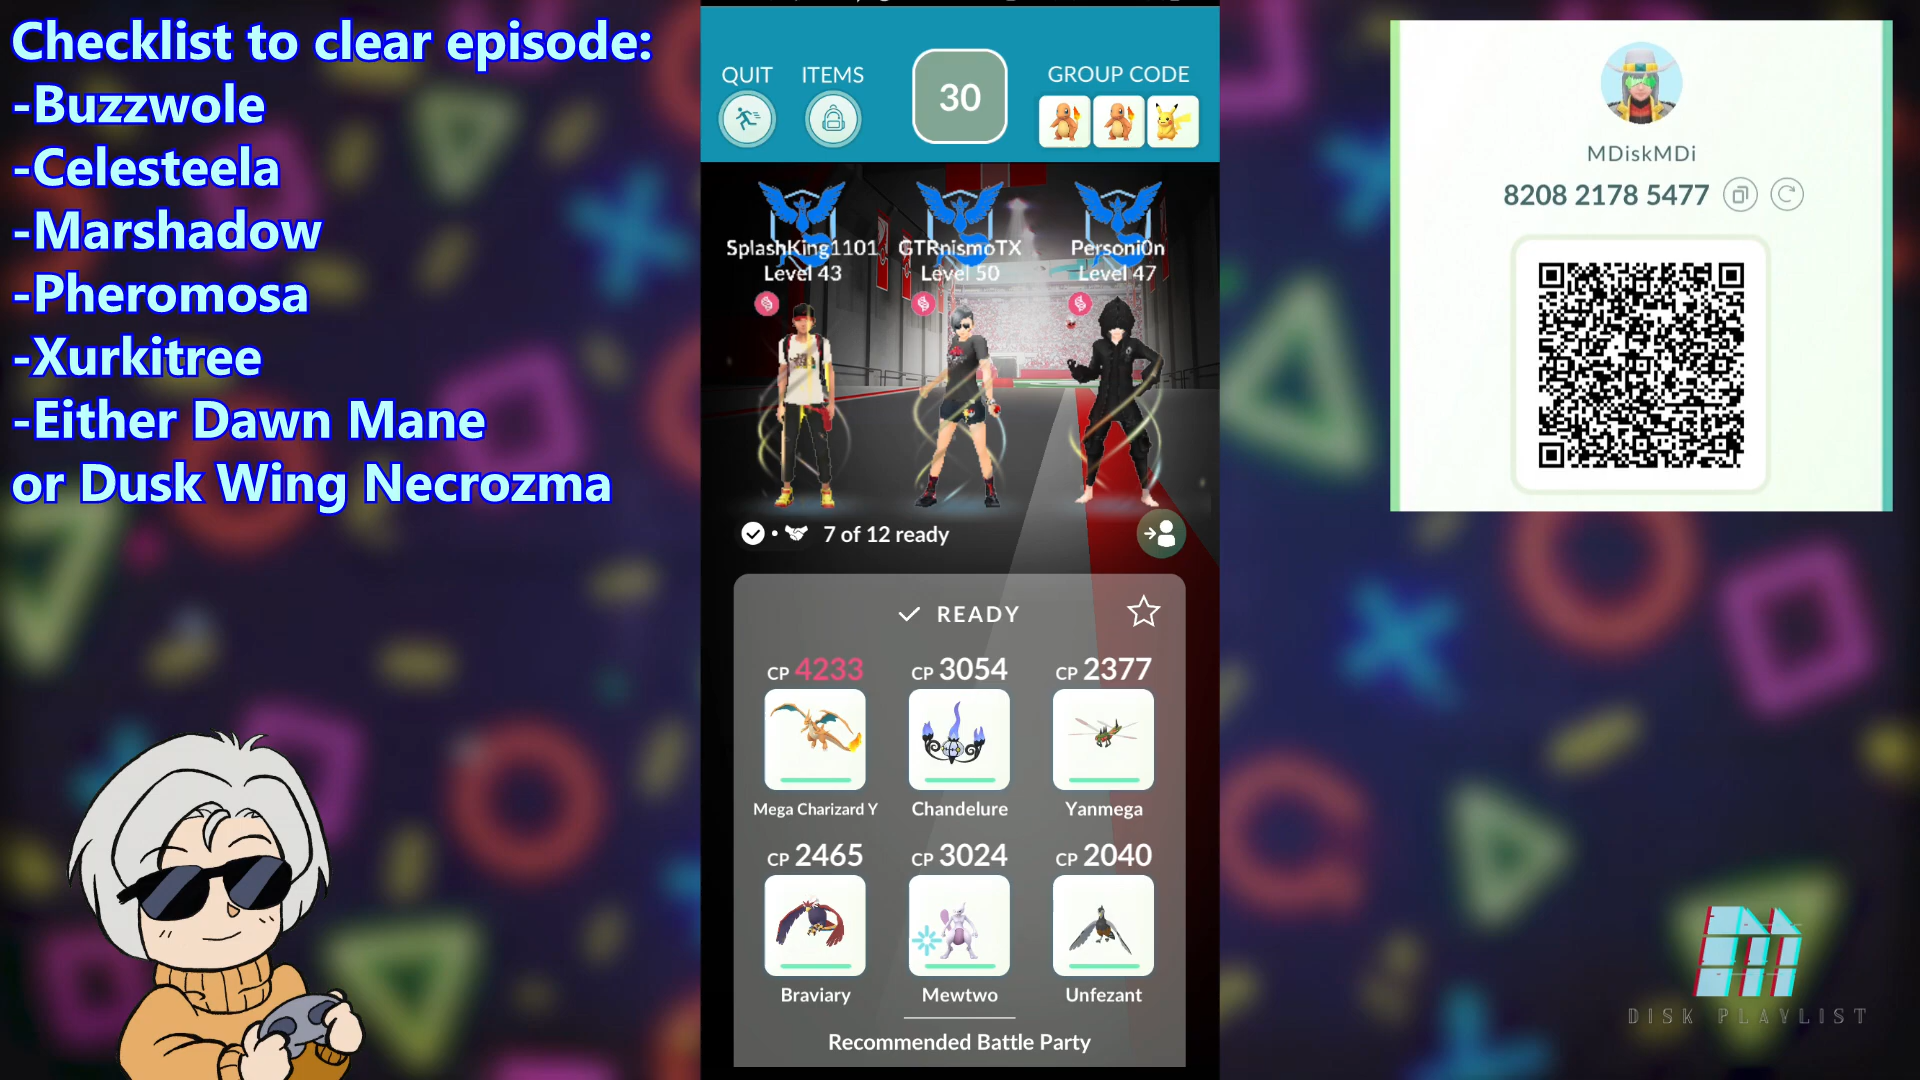 Checklist to clear episode:
-Buzzwole
-Celesteela
-Marshadow
-Pheromosa
-Xurkitree
-Either Dawn Mane
or Dusk Wing Necrozma
QUIT
ITEMS
30
GROUP CODE
SplashKing1101
Level 43
GTRnismoTX
Level 50
Personi0n
Level 47
7 of 12 ready
READY
CP 4233
CP 3054
CP 2377
Mega Charizard Y
Chandelure
Yanmega
CP 2465
CP 3024
CP 2040
Braviary
Mewtwo
Unfezant
Recommended Battle Party
MDiskMDi
8208 2178 5477
DISK PLAYLIST